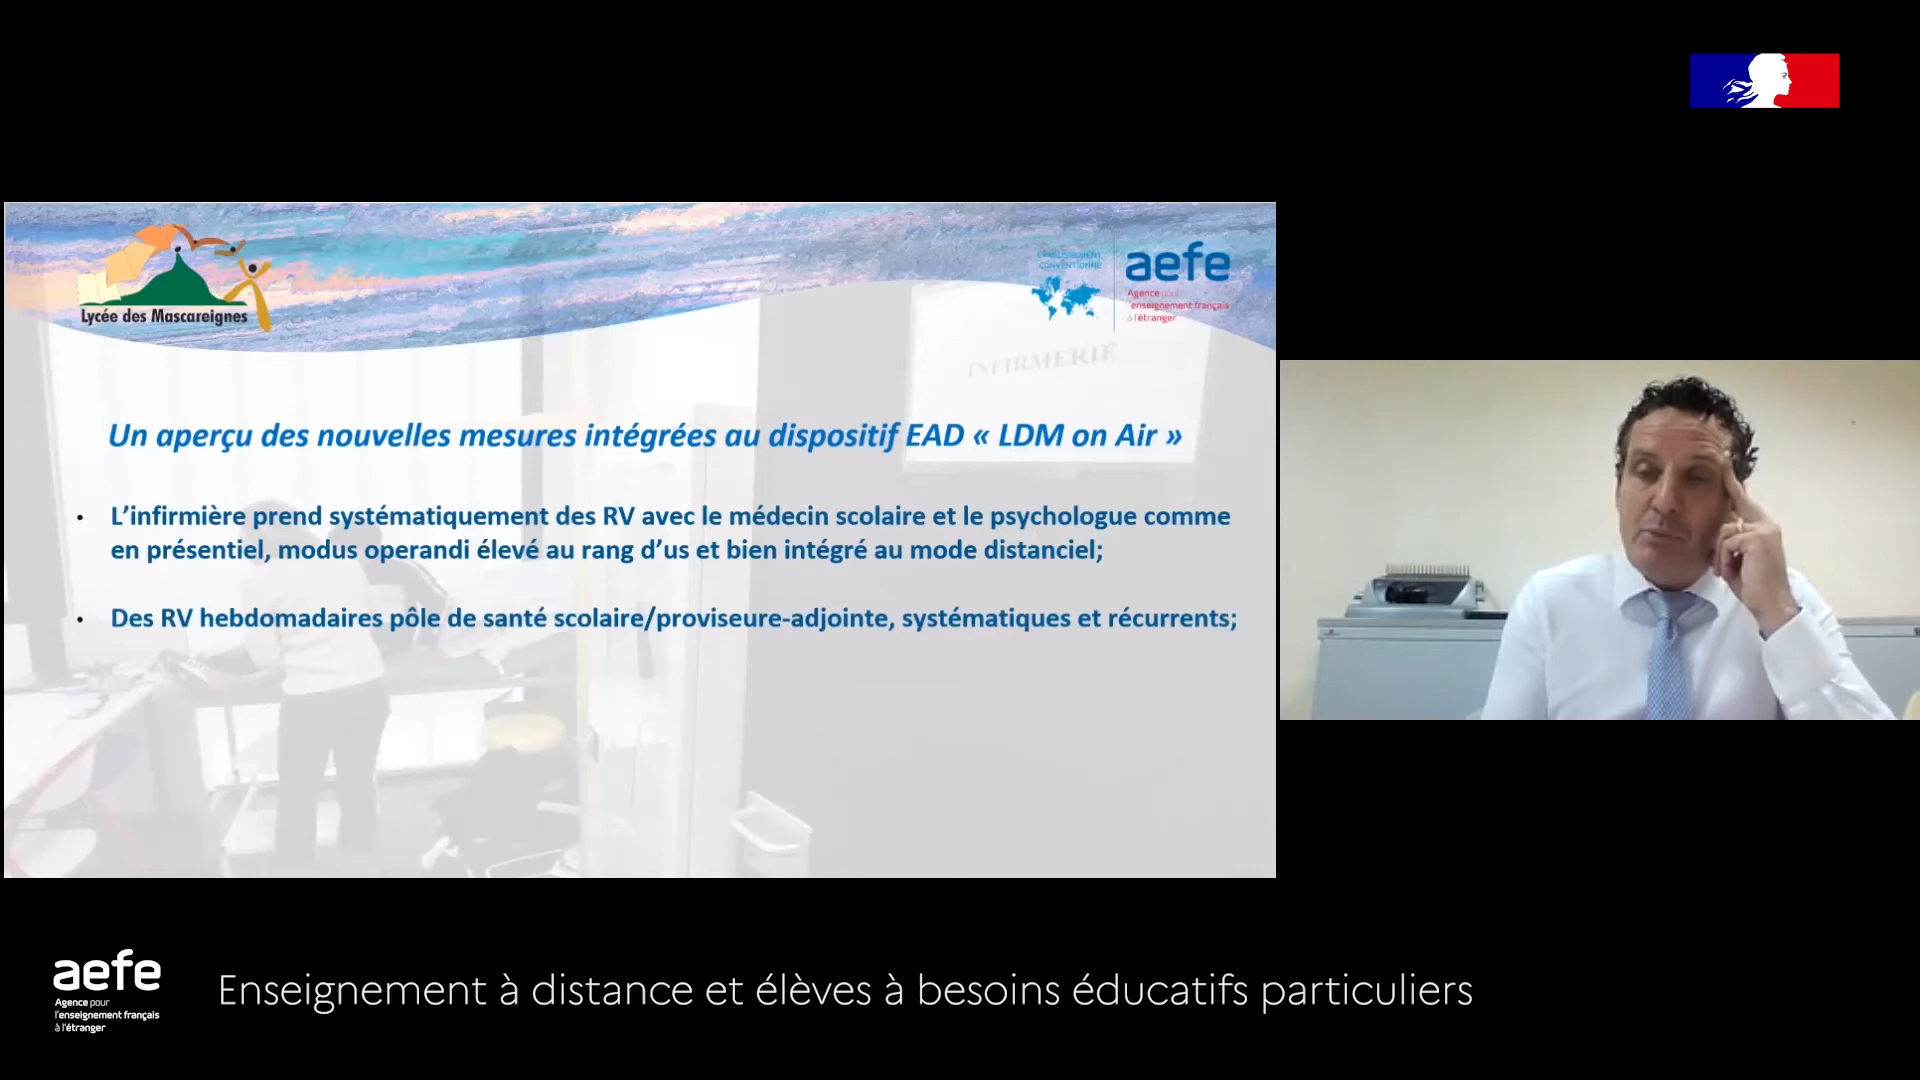 Lycée des Mascareignes
ÉTABLISSEMENT
CONVENTIONNÉ
aefe
Agence pour
l'enseignement français
à l'étranger
INFIRMERIE
Un aperçu des nouvelles mesures intégrées au dispositif EAD « LDM on Air »
• L'infirmière prend systématiquement des RV avec le médecin scolaire et le psychologue comme
en présentiel, modus operandi élevé au rang d'us et bien intégré au mode distanciel;
• Des RV hebdomadaires pôle de santé scolaire/proviseure-adjointe, systématiques et récurrents;
aefe
Agence pour
l'enseignement français
à l'étranger
Enseignement à distance et élèves à besoins éducatifs particuliers